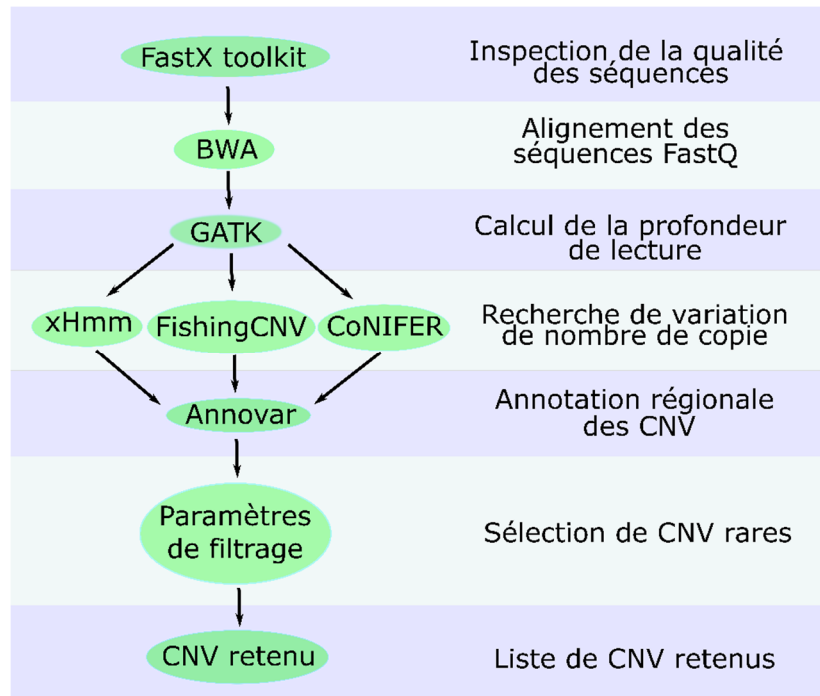 FastX toolkit
Inspection de la qualité
des séquences
BWA
Alignement des
séquences FastQ
GATK
Calcul de la profondeur
de lecture
xHmm
FishingCNV
CoNIFER
Recherche de variation
de nombre de copie
Annovar
Annotation régionale
des CNV
Paramètres
de filtrage
Sélection de CNV rares
CNV retenu
Liste de CNV retenus